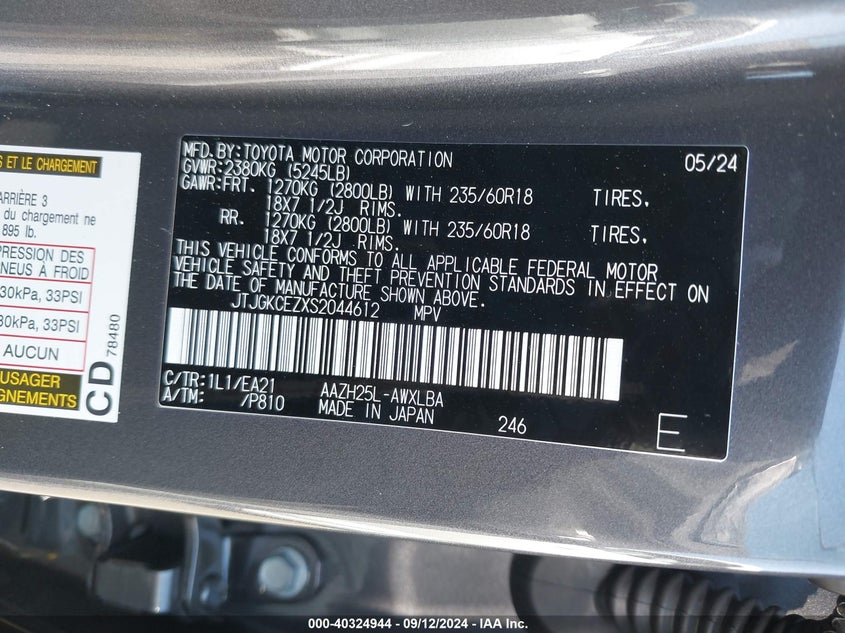 S ET LE CHARGEMENT
ARRIÈRE 3
du chargement ne
895 lb.
PRESSION DES
PNEUS À FROID
30kPa, 33PSI
30kPa, 33PSI
AUCUN
USAGER
GNEMENTS
CD 78480
MFD.BY:TOYOTA MOTOR CORPORATION 05/24
GVWR:2380KG (5245LB)
GAWR:FRT. 1270KG (2800LB) WITH 235/60R18 TIRES,
18X7 1/2J RIMS.
RR. 1270KG (2800LB) WITH 235/60R18 TIRES,
18X7 1/2J RIMS.
THIS VEHICLE CONFORMS TO ALL APPLICABLE FEDERAL MOTOR
VEHICLE SAFETY AND THEFT PREVENTION STANDARDS IN EFFECT ON
THE DATE OF MANUFACTURE SHOWN ABOVE.
JTJGKCEZXS2044612 MPV
C/TR:1L1/EA21 AAZH25L-AWXLBA
A/TM: /P810 MADE IN JAPAN 246 E
000-40324944 - 09/12/2024 - IAA Inc.